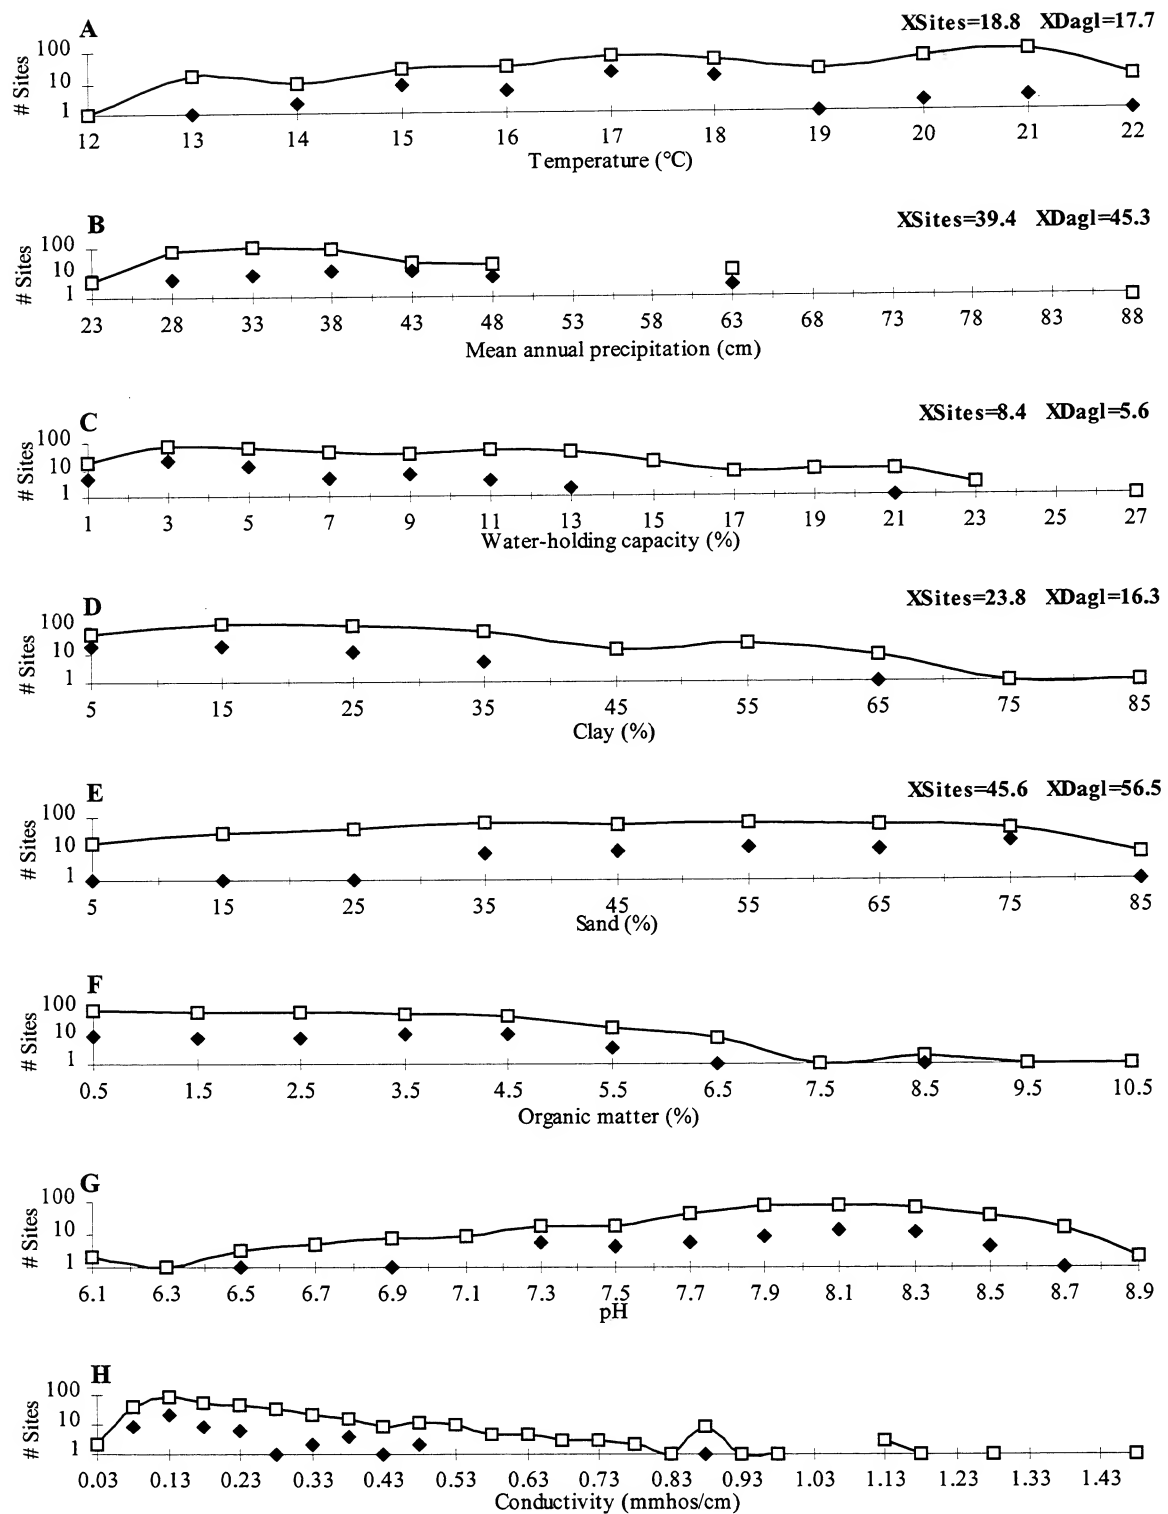 A
XSites=18.8 XDagl=17.7
# Sites
100
10
1
12 13 14 15 16 17 18 19 20 21 22
Temperature (°C)
B
XSites=39.4 XDagl=45.3
# Sites
100
10
1
23 28 33 38 43 48 53 58 63 68 73 78 83 88
Mean annual precipitation (cm)
C
XSites=8.4 XDagl=5.6
# Sites
100
10
1
1 3 5 7 9 11 13 15 17 19 21 23 25 27
Water-holding capacity (%)
D
XSites=23.8 XDagl=16.3
# Sites
100
10
1
5 15 25 35 45 55 65 75 85
Clay (%)
E
XSites=45.6 XDagl=56.5
# Sites
100
10
1
5 15 25 35 45 55 65 75 85
Sand (%)
F
# Sites
100
10
1
0.5 1.5 2.5 3.5 4.5 5.5 6.5 7.5 8.5 9.5 10.5
Organic matter (%)
G
# Sites
100
10
1
6.1 6.3 6.5 6.7 6.9 7.1 7.3 7.5 7.7 7.9 8.1 8.3 8.5 8.7 8.9
pH
H
# Sites
100
10
1
0.03 0.13 0.23 0.33 0.43 0.53 0.63 0.73 0.83 0.93 1.03 1.13 1.23 1.33 1.43
Conductivity (mmhos/cm)